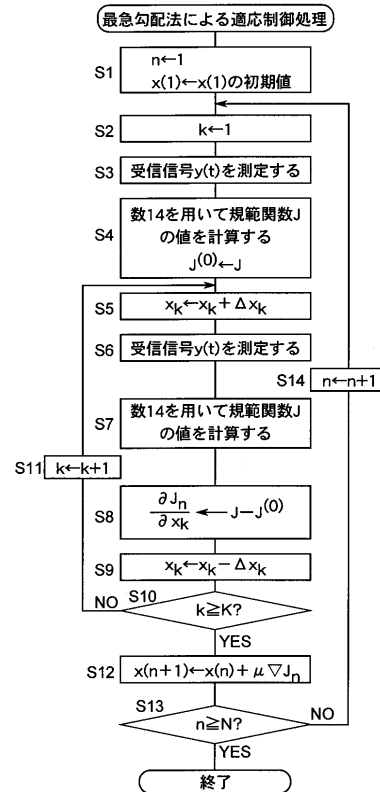 最急勾配法による適応制御処理
S1
n←1
x(1)←x(1)の初期値
S2
k←1
S3
受信信号y(t)を測定する
S4
数14を用いて規範関数J
の値を計算する
J⁽⁰⁾←J
S5
xₖ←xₖ+Δxₖ
S6
受信信号y(t)を測定する
S14
n←n+1
S7
数14を用いて規範関数J
の値を計算する
S11
k←k+1
S8
∂Jₙ
∂xₖ
← J−J⁽⁰⁾
S9
xₖ←xₖ−Δxₖ
S10
NO
k≧K?
YES
S12
x(n+1)←x(n)+μ▽Jₙ
S13
n≧N?
NO
YES
終了